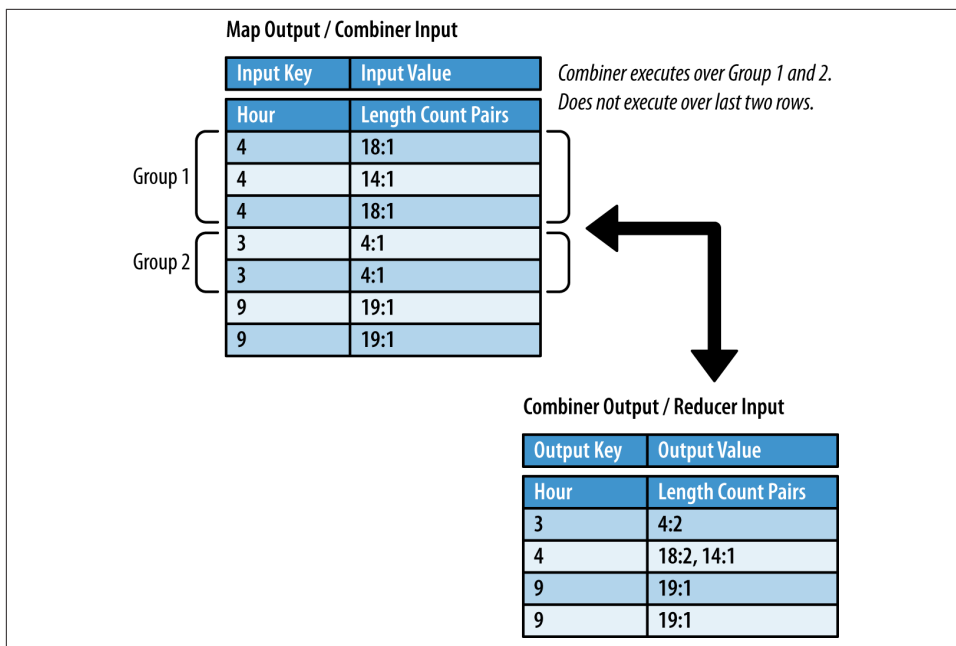 Map Output / Combiner Input
Input Key Input Value
Combiner executes over Group 1 and 2.
Does not execute over last two rows.
Hour Length Count Pairs
Group 1
4 18:1
4 14:1
4 18:1
Group 2
3 4:1
3 4:1
9 19:1
9 19:1
Combiner Output / Reducer Input
Output Key Output Value
Hour Length Count Pairs
3 4:2
4 18:2, 14:1
9 19:1
9 19:1